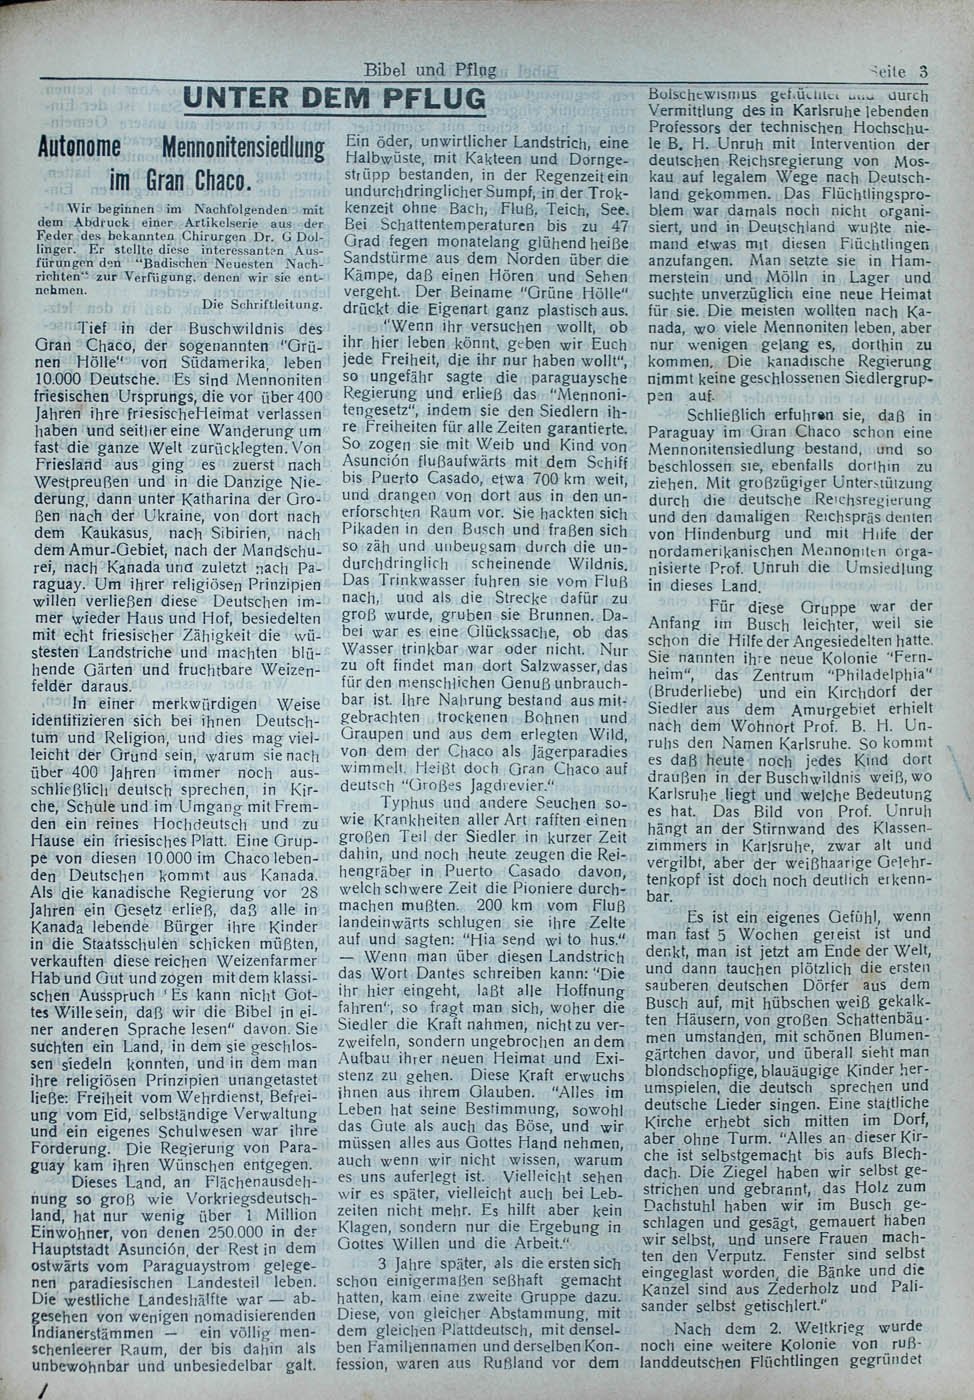 Bibel und Pflug
Seite 3
UNTER DEM PFLUG
Autonome Mennonitensiedlung
im Gran Chaco.
Wir beginnen im Nachfolgenden mit
dem Abdruck einer Artikelserie aus der
Feder des bekannten Chirurgen Dr. G Dol-
linger. Er stellte diese interessanten Aus-
fürungen den "Badischen Neuesten Nach-
richten" zur Verfügung, denen wir sie ent-
nehmen.
Die Schriftleitung.
Tief in der Buschwildnis des
Gran Chaco, der sogenannten "Grü-
nen Hölle" von Südamerika, leben
10.000 Deutsche. Es sind Mennoniten
friesischen Ursprungs, die vor über 400
Jahren ihre friesische Heimat verlassen
haben und seither eine Wanderung um
fast die ganze Welt zurücklegten. Von
Friesland aus ging es zuerst nach
Westpreußen und in die Danzige Nie-
derung, dann unter Katharina der Gro-
ßen nach der Ukraine, von dort nach
dem Kaukasus, nach Sibirien, nach
dem Amur-Gebiet, nach der Mandschu-
rei, nach Kanada und zuletzt nach Pa-
raguay. Um ihrer religiösen Prinzipien
willen verließen diese Deutschen im-
mer wieder Haus und Hof, besiedelten
mit echt friesischer Zähigkeit die wü-
stesten Landstriche und machten blü-
hende Gärten und fruchtbare Weizen-
felder daraus.
In einer merkwürdigen Weise
identifizieren sich bei ihnen Deutsch-
tum und Religion, und dies mag viel-
leicht der Grund sein, warum sie nach
über 400 Jahren immer noch aus-
schließlich deutsch sprechen, in Kir-
che, Schule und im Umgang mit Frem-
den ein reines Hochdeutsch und zu
Hause ein friesisches Platt. Eine Grup-
pe von diesen 10.000 im Chaco leben-
den Deutschen kommt aus Kanada.
Als die kanadische Regierung vor 28
Jahren ein Gesetz erließ, daß alle in
Kanada lebende Bürger ihre Kinder
in die Staatsschulen schicken müßten,
verkauften diese reichen Weizenfarmer
Hab und Gut und zogen mit dem klassi-
schen Ausspruch "Es kann nicht Got-
tes Wille sein, daß wir die Bibel in ei-
ner anderen Sprache lesen" davon. Sie
suchten ein Land, in dem sie geschlos-
sen siedeln konnten, und in dem man
ihre religiösen Prinzipien unangetastet
ließe: Freiheit vom Wehrdienst, Befrei-
ung vom Eid, selbständige Verwaltung
und ein eigenes Schulwesen war ihre
Forderung. Die Regierung von Para-
guay kam ihren Wünschen entgegen.
Dieses Land, an Flächenausdeh-
nung so groß wie Vorkriegsdeutsch-
land, hat nur wenig über 1 Million
Einwohner, von denen 250.000 in der
Hauptstadt Asunción, der Rest in dem
ostwärts vom Paraguaystrom gelege-
nen paradiesischen Landesteil leben.
Die westliche Landeshälfte war — ab-
gesehen von wenigen nomadisierenden
Indianerstämmen — ein völlig men-
schenleerer Raum, der bis dahin als
unbewohnbar und unbesiedelbar galt.
Ein öder, unwirtlicher Landstrich, eine
Halbwüste, mit Kakteen und Dornge-
strüpp bestanden, in der Regenzeit ein
undurchdringlicher Sumpf, in der Trok-
kenzeit ohne Bach, Fluß, Teich, See.
Bei Schattentemperaturen bis zu 47
Grad fegen monatelang glühend heiße
Sandstürme aus dem Norden über die
Kämpe, daß einen Hören und Sehen
vergeht. Der Beiname "Grüne Hölle"
drückt die Eigenart ganz plastisch aus.
"Wenn ihr versuchen wollt, ob
ihr hier leben könnt, geben wir Euch
jede Freiheit, die ihr nur haben wollt",
so ungefähr sagte die paraguaysche
Regierung und erließ das "Mennoni-
tengesetz", indem sie den Siedlern ih-
re Freiheiten für alle Zeiten garantierte.
So zogen sie mit Weib und Kind von
Asunción flußaufwärts mit dem Schiff
bis Puerto Casado, etwa 700 km weit,
und drangen von dort aus in den un-
erforschten Raum vor. Sie hackten sich
Pikaden in den Busch und fraßen sich
so zäh und unbeugsam durch die un-
durchdringlich scheinende Wildnis.
Das Trinkwasser fuhren sie vom Fluß
nach, und als die Strecke dafür zu
groß wurde, gruben sie Brunnen. Da-
bei war es eine Glückssache, ob das
Wasser trinkbar war oder nicht. Nur
zu oft findet man dort Salzwasser, das
für den menschlichen Genuß unbrauch-
bar ist. Ihre Nahrung bestand aus mit-
gebrachten trockenen Bohnen und
Graupen und aus dem erlegten Wild,
von dem der Chaco als Jägerparadies
wimmelt. Heißt doch Gran Chaco auf
deutsch "Großes Jagdrevier."
Typhus und andere Seuchen so-
wie Krankheiten aller Art rafften einen
großen Teil der Siedler in kurzer Zeit
dahin, und noch heute zeugen die Rei-
hengräber in Puerto Casado davon,
welch schwere Zeit die Pioniere durch-
machen mußten. 200 km vom Fluß
landeinwärts schlugen sie ihre Zelte
auf und sagten: "Hia send wi to hus."
— Wenn man über diesen Landstrich
das Wort Dantes schreiben kann: "Die
ihr hier eingeht, laßt alle Hoffnung
fahren", so fragt man sich, woher die
Siedler die Kraft nahmen, nicht zu ver-
zweifeln, sondern ungebrochen an dem
Aufbau ihrer neuen Heimat und Exi-
stenz zu gehen. Diese Kraft erwuchs
ihnen aus ihrem Glauben. "Alles im
Leben hat seine Bestimmung, sowohl
das Gute als auch das Böse, und wir
müssen alles aus Gottes Hand nehmen,
auch wenn wir nicht wissen, warum
es uns auferlegt ist. Vielleicht sehen
wir es später, vielleicht auch bei Leb-
zeiten nicht mehr. Es hilft aber kein
Klagen, sondern nur die Ergebung in
Gottes Willen und die Arbeit."
3 Jahre später, als die ersten sich
schon einigermaßen seßhaft gemacht
hatten, kam eine zweite Gruppe dazu.
Diese, von gleicher Abstammung, mit
dem gleichen Plattdeutsch, mit densel-
ben Familiennamen und derselben Kon-
fession, waren aus Rußland vor dem
Bolschewismus geflüchtet und durch
Vermittlung des in Karlsruhe lebenden
Professors der technischen Hochschu-
le B. H. Unruh mit Intervention der
deutschen Reichsregierung von Mos-
kau auf legalem Wege nach Deutsch-
land gekommen. Das Flüchtlingspro-
blem war damals noch nicht organi-
siert, und in Deutschland wußte nie-
mand etwas mit diesen Flüchtlingen
anzufangen. Man setzte sie in Ham-
merstein und Mölln in Lager und
suchte unverzüglich eine neue Heimat
für sie. Die meisten wollten nach Ka-
nada, wo viele Mennoniten leben, aber
nur wenigen gelang es, dorthin zu
kommen. Die kanadische Regierung
nimmt keine geschlossenen Siedlergrup-
pen auf.
Schließlich erfuhren sie, daß in
Paraguay im Gran Chaco schon eine
Mennonitensiedlung bestand, und so
beschlossen sie, ebenfalls dorthin zu
ziehen. Mit großzügiger Unterstützung
durch die deutsche Reichsregierung
und den damaligen Reichspräsidenten
von Hindenburg und mit Hilfe der
nordamerikanischen Mennoniten orga-
nisierte Prof. Unruh die Umsiedlung
in dieses Land.
Für diese Gruppe war der
Anfang im Busch leichter, weil sie
schon die Hilfe der Angesiedelten hatte.
Sie nannten ihre neue Kolonie "Fern-
heim", das Zentrum "Philadelphia"
(Bruderliebe) und ein Kirchdorf der
Siedler aus dem Amurgebiet erhielt
nach dem Wohnort Prof. B. H. Un-
ruhs den Namen Karlsruhe. So kommt
es daß heute noch jedes Kind dort
draußen in der Buschwildnis weiß, wo
Karlsruhe liegt und welche Bedeutung
es hat. Das Bild von Prof. Unruh
hängt an der Stirnwand des Klassen-
zimmers in Karlsruhe, zwar alt und
vergilbt, aber der weißhaarige Gelehr-
tenkopf ist doch noch deutlich erkenn-
bar.
Es ist ein eigenes Gefühl, wenn
man fast 5 Wochen gereist ist und
denkt, man ist jetzt am Ende der Welt,
und dann tauchen plötzlich die ersten
sauberen deutschen Dörfer aus dem
Busch auf, mit hübschen weiß gekalk-
ten Häusern, von großen Schattenbäu-
men umstanden, mit schönen Blumen-
gärtchen davor, und überall sieht man
blondschopfige, blauäugige Kinder her-
umspielen, die deutsch sprechen und
deutsche Lieder singen. Eine stattliche
Kirche erhebt sich mitten im Dorf,
aber ohne Turm. "Alles an dieser Kir-
che ist selbstgemacht bis aufs Blech-
dach. Die Ziegel haben wir selbst ge-
strichen und gebrannt, das Holz zum
Dachstuhl haben wir im Busch ge-
schlagen und gesägt, gemauert haben
wir selbst, und unsere Frauen mach-
ten den Verputz. Fenster sind selbst
eingeglast worden, die Bänke und die
Kanzel sind aus Zederholz und Pali-
sander selbst getischlert."
Nach dem 2. Weltkrieg wurde
noch eine weitere Kolonie von ruß-
landdeutschen Flüchtlingen gegründet